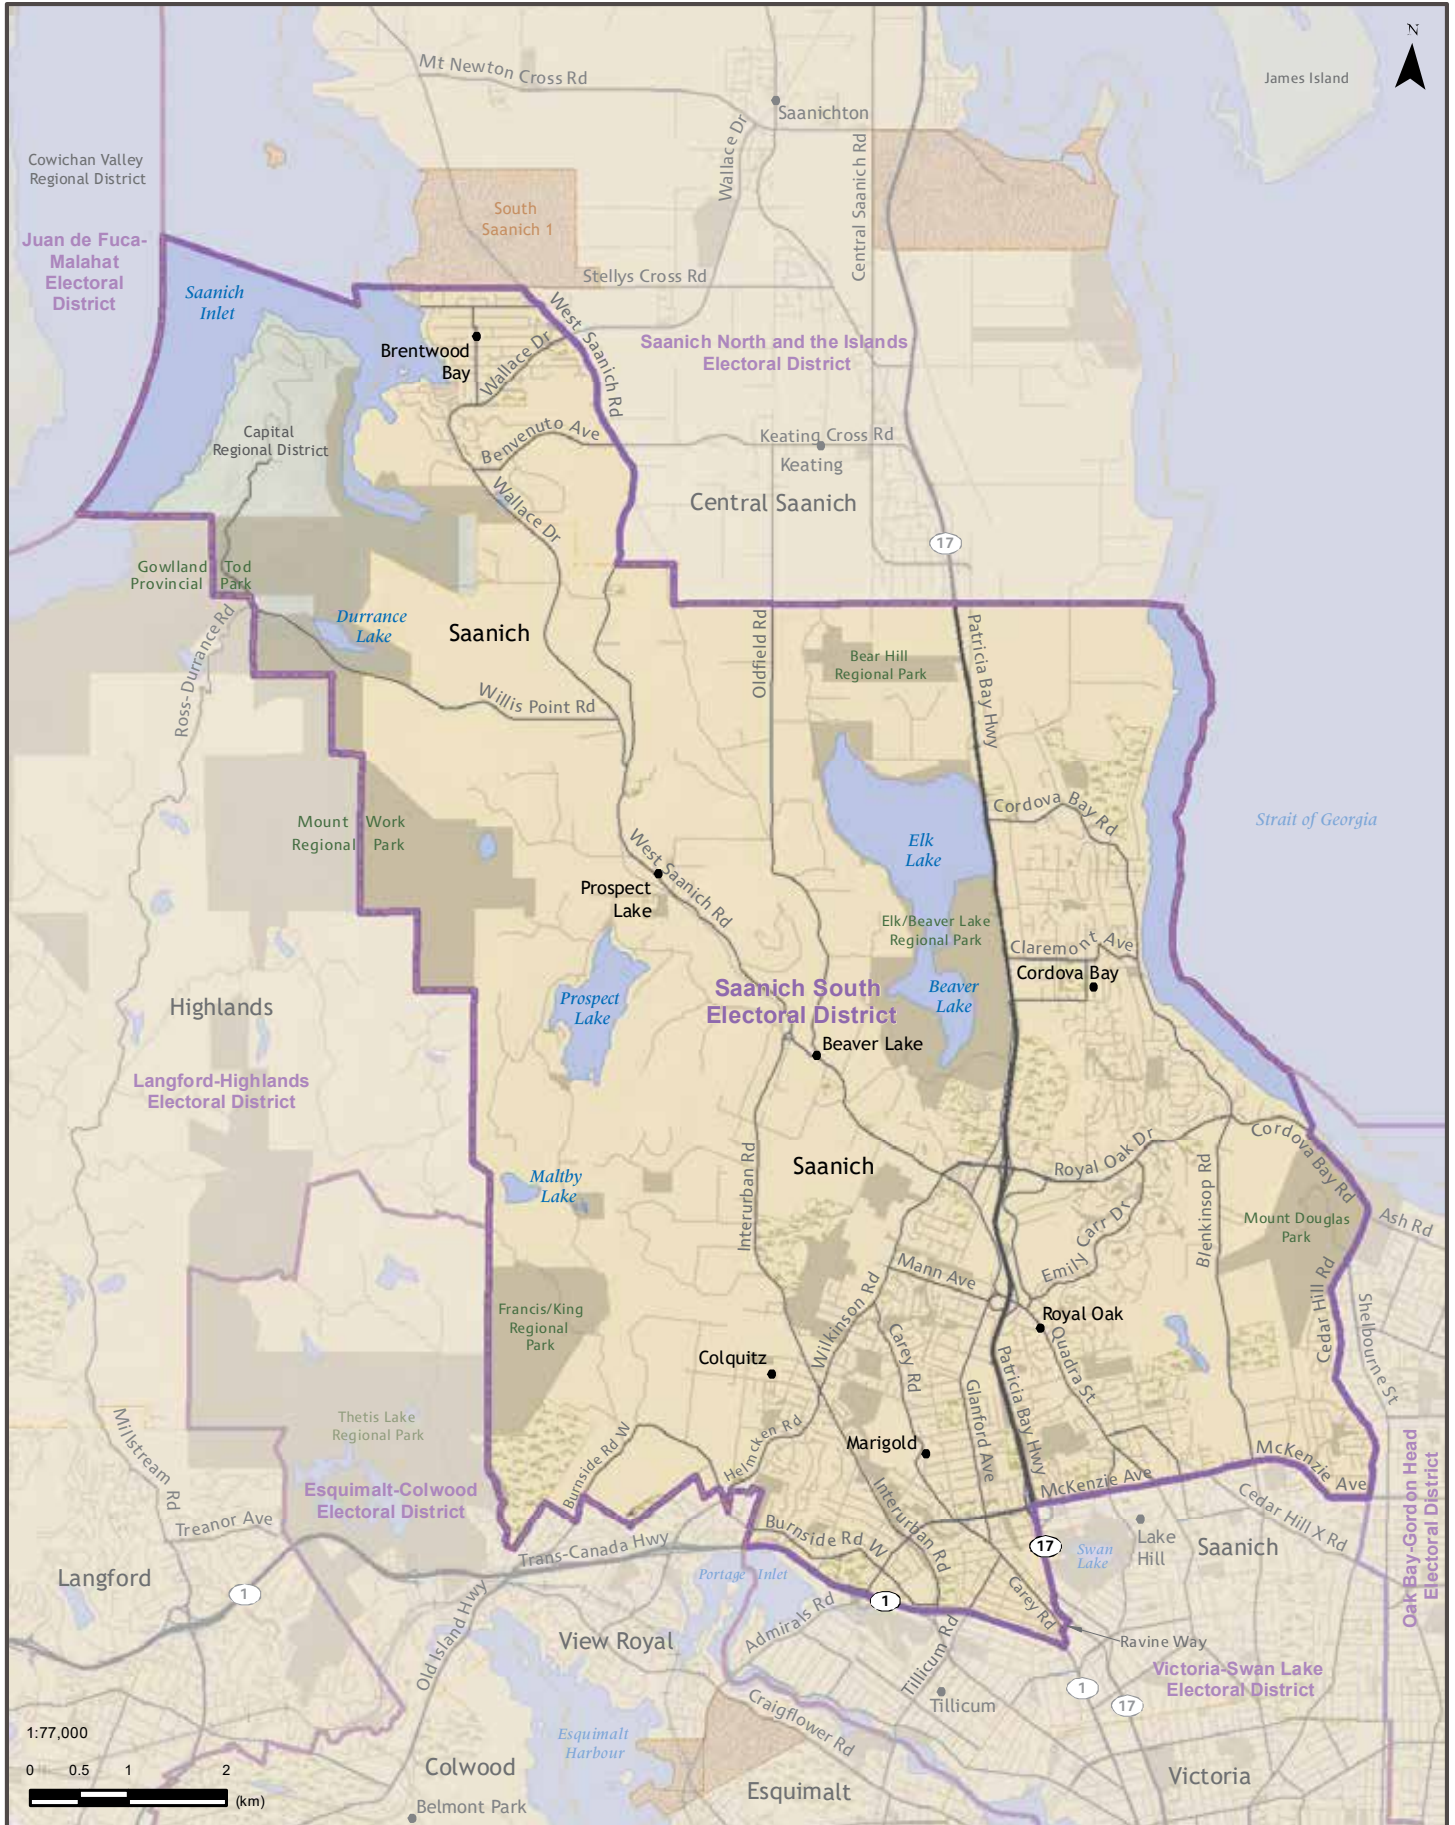 N
James Island
Mt Newton Cross Rd
Saanichton
Wallace Dr
Central Saanich Rd
Cowichan Valley
Regional District
South
Saanich 1
Juan de Fuca-
Malahat
Electoral
District
Saanich
Inlet
Stellys Cross Rd
West Saanich Rd
Saanich North and the Islands
Electoral District
Brentwood
Bay
Wallace Dr
Capital
Regional District
Benvenuto Ave
Keating Cross Rd
Keating
Wallace Dr
Central Saanich
17
Gowlland Tod
Provincial Park
Ross-Durrance Rd
Durrance
Lake
Saanich
Oldfield Rd
Patricia Bay Hwy
Bear Hill
Regional Park
Willis Point Rd
Cordova Bay Rd
Strait of Georgia
Mount Work
Regional Park
Elk
Lake
West Saanich Rd
Prospect
Lake
Elk/Beaver Lake
Regional Park
Claremont Ave
Cordova Bay
Saanich South
Electoral District
Prospect
Lake
Beaver
Lake
Highlands
Beaver Lake
Langford-Highlands
Electoral District
Interurban Rd
Royal Oak Dr
Cordova Bay Rd
Saanich
Blenkinsop Rd
Maltby
Lake
Ash Rd
Emily Carr Dr
Mount Douglas
Park
Mann Ave
Cedar Hill Rd
Shelbourne St
Francis/King
Regional
Park
Wilkinson Rd
Royal Oak
Carey Rd
Quadra St
Colquitz
Patricia Bay Hwy
Glanford Ave
Thetis Lake
Regional Park
Millstream Rd
Burnside Rd W
Helmcken Rd
Marigold
McKenzie Ave
Oak Bay-Gordon Head
Electoral District
Esquimalt-Colwood
Electoral District
McKenzie Ave
Interurban Rd
Cedar Hill X Rd
Treanor Ave
Burnside Rd W
Lake
Hill
Saanich
Trans-Canada Hwy
17
Swan
Lake
Langford
1
Portage Inlet
1
Carey Rd
Old Island Hwy
Admirals Rd
View Royal
Tillicum Rd
Ravine Way
Victoria-Swan Lake
Electoral District
1
17
Tillicum
Craigflower Rd
1:77,000
Esquimalt
Harbour
0 0.5 1 2
(km)
Colwood
Esquimalt
Victoria
Belmont Park